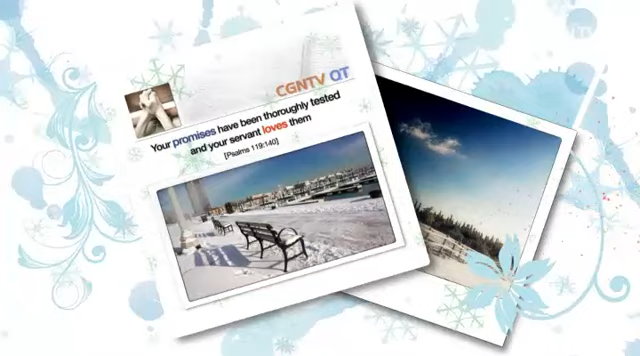 CGNTV QT
Your promises have been thoroughly tested
and your servant loves them
[Psalms 119:140]